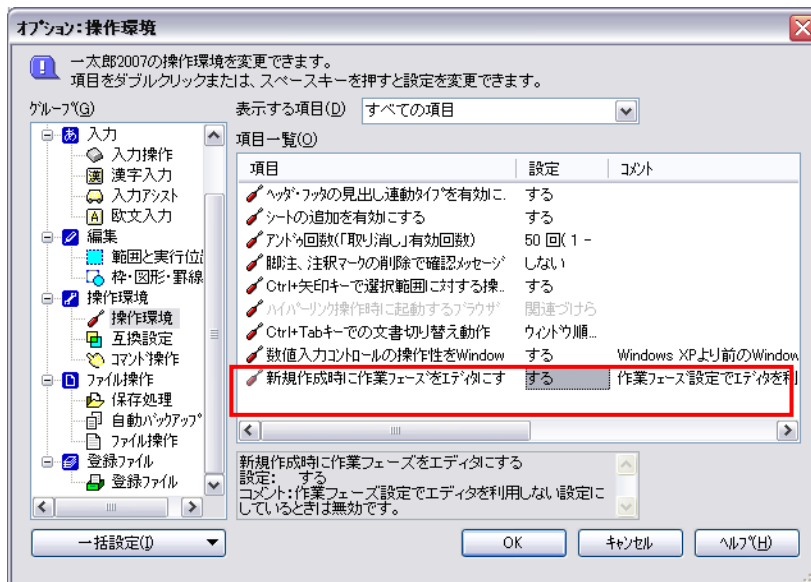 オプション：操作環境
一太郎2007の操作環境を変更できます。
項目をダブルクリックまたは、スペースキーを押すと設定を変更できます。
グループ(G)
表示する項目(D) すべての項目
項目一覧(O)
入力
入力操作
漢字入力
入力アシスト
欧文入力
編集
範囲と実行位
枠・図形・罫線
操作環境
操作環境
互換設定
コマンド操作
ファイル操作
保存処理
自動バックアップ
ファイル操作
登録ファイル
登録ファイル
項目 設定 コメント
ヘッダ・フッタの見出し連動タイプを有効に.. する
シートの追加を有効にする する
アンドゥ回数(「取り消し」有効回数) 50 回( 1 -
脚注、注釈マークの削除で確認メッセージ しない
Ctrl+矢印キーで選択範囲に対する操.. する
ハイパーリンク操作時に起動するブラウザ 関連づけら
Ctrl+Tabキーでの文書切り替え動作 ウィンドウ順...
数値入力コントロールの操作性をWindow する Windows XPより前のWindow
新規作成時に作業フェーズをエディタにす する 作業フェーズ設定でエディタを利
新規作成時に作業フェーズをエディタにする
設定： する
コメント：作業フェーズ設定でエディタを利用しない設定に
しているときは無効です。
一括設定(I)
OK キャンセル ヘルプ(H)